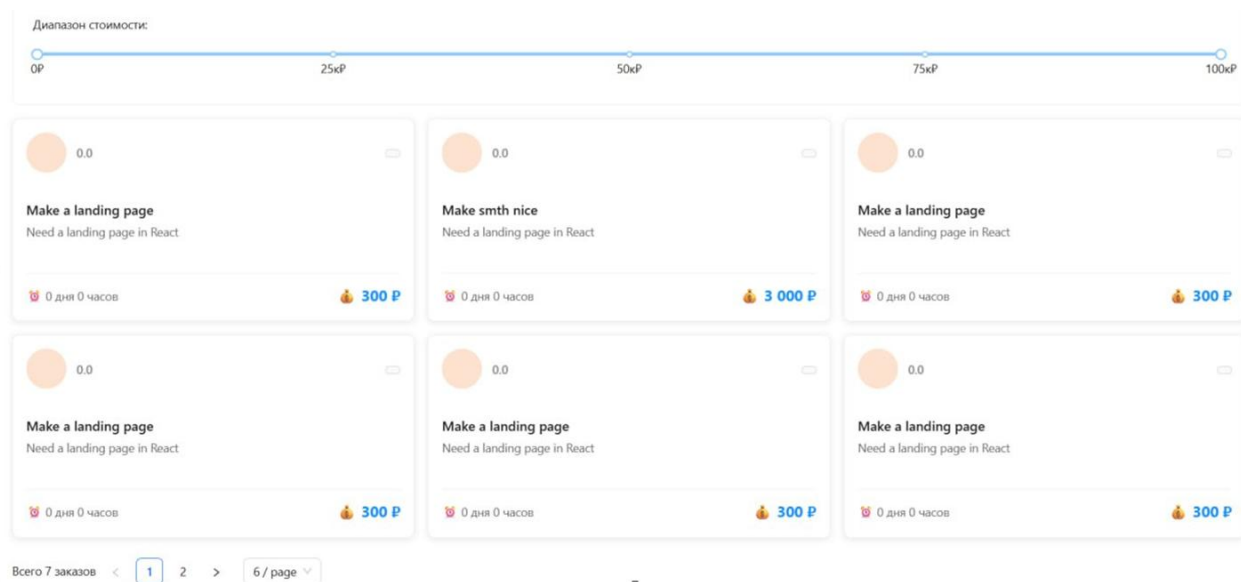 Диапазон стоимости:
0₽ 25к₽ 50к₽ 75к₽ 100к₽
0.0 0.0 0.0
Make a landing page Make smth nice Make a landing page
Need a landing page in React Need a landing page in React Need a landing page in React
0 дня 0 часов 300 ₽ 0 дня 0 часов 3 000 ₽ 0 дня 0 часов 300 ₽
0.0 0.0 0.0
Make a landing page Make a landing page Make a landing page
Need a landing page in React Need a landing page in React Need a landing page in React
0 дня 0 часов 300 ₽ 0 дня 0 часов 300 ₽ 0 дня 0 часов 300 ₽
Всего 7 заказов < 1 2 > 6 / page